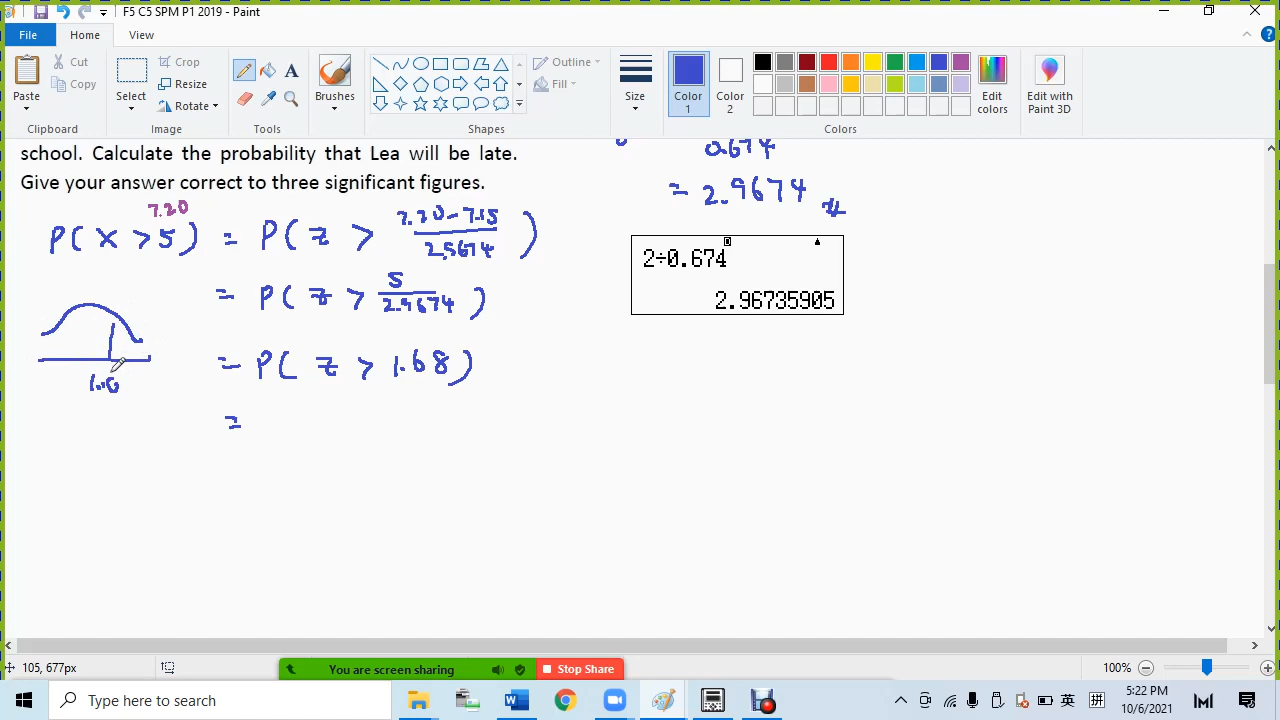 F5 C5 SPM P1 2019 - Paint
File Home View
Paste Cut Copy Select Crop Resize Rotate A Brushes Outline Fill Size Color 1 Color 2 Edit colors Edit with Paint 3D
Clipboard Image Tools Shapes Colors
school. Calculate the probability that Lea will be late.
Give your answer correct to three significant figures.
0.674
= 2.9674
7.20
P( X > 5 ) = P( Z > 7.20 - 7.15 / 2.9674 )
= P( Z > 5 / 2.9674 )
= P( Z > 1.68 )
=
2÷0.674
2.96735905
105, 677px
You are screen sharing Stop Share
100%
Type here to search
英 拼 5:22 PM 10/6/2021